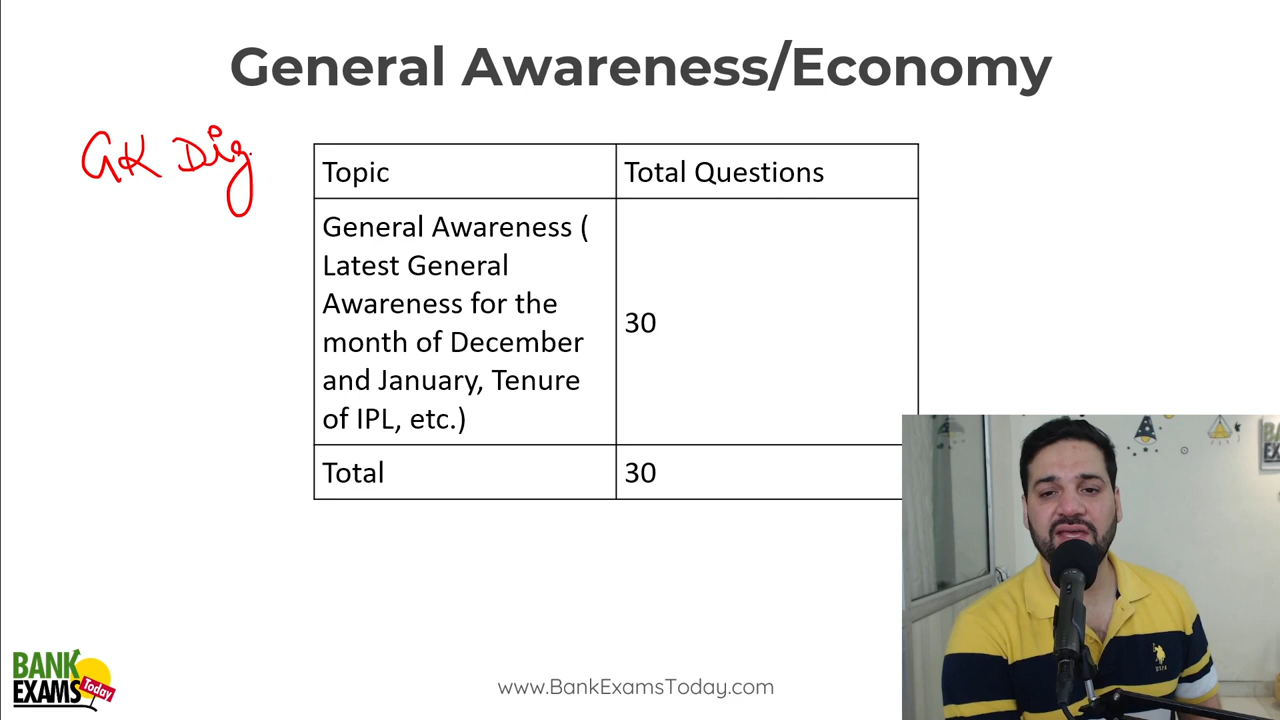 General Awareness/Economy
GK Dig
Topic
Total Questions
General Awareness (
Latest General
Awareness for the
month of December
and January, Tenure
of IPL, etc.)
30
Total
30
BANK
EXAMS
Today
www.BankExamsToday.com
USPA